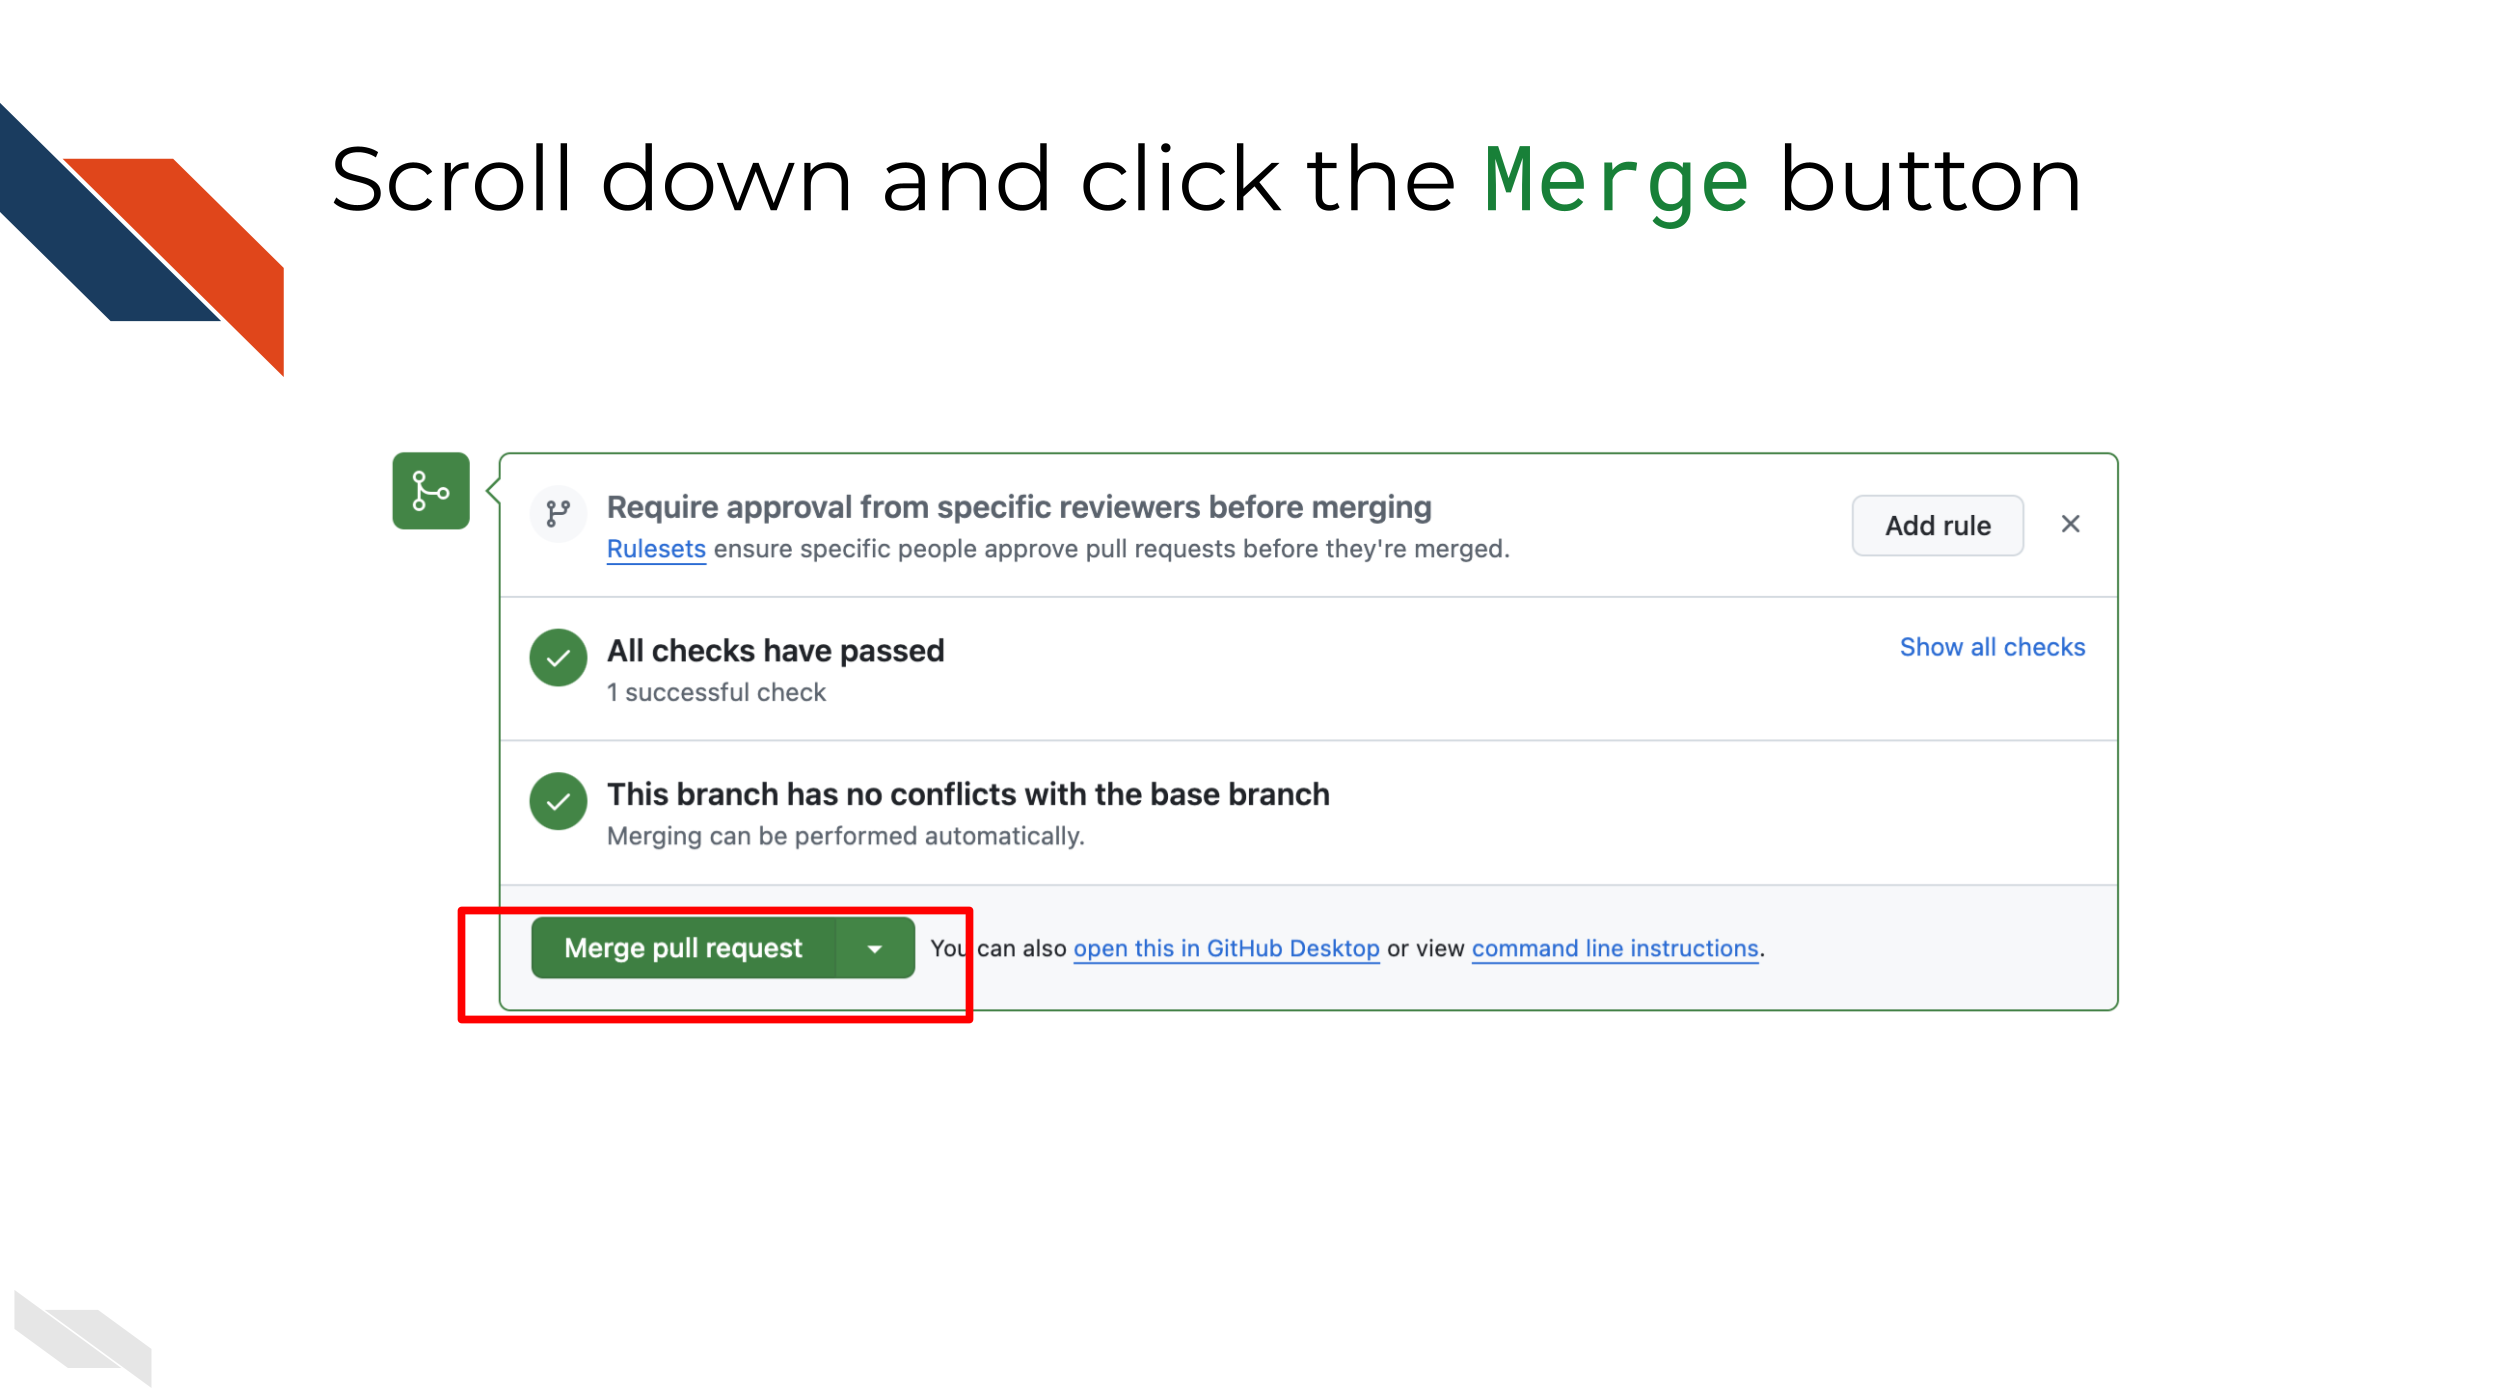 Scroll down and click the Merge button
Require approval from specific reviewers before merging
Rulesets ensure specific people approve pull requests before they're merged.
Add rule
All checks have passed
1 successful check
Show all checks
This branch has no conflicts with the base branch
Merging can be performed automatically.
Merge pull request
You can also open this in GitHub Desktop or view command line instructions.